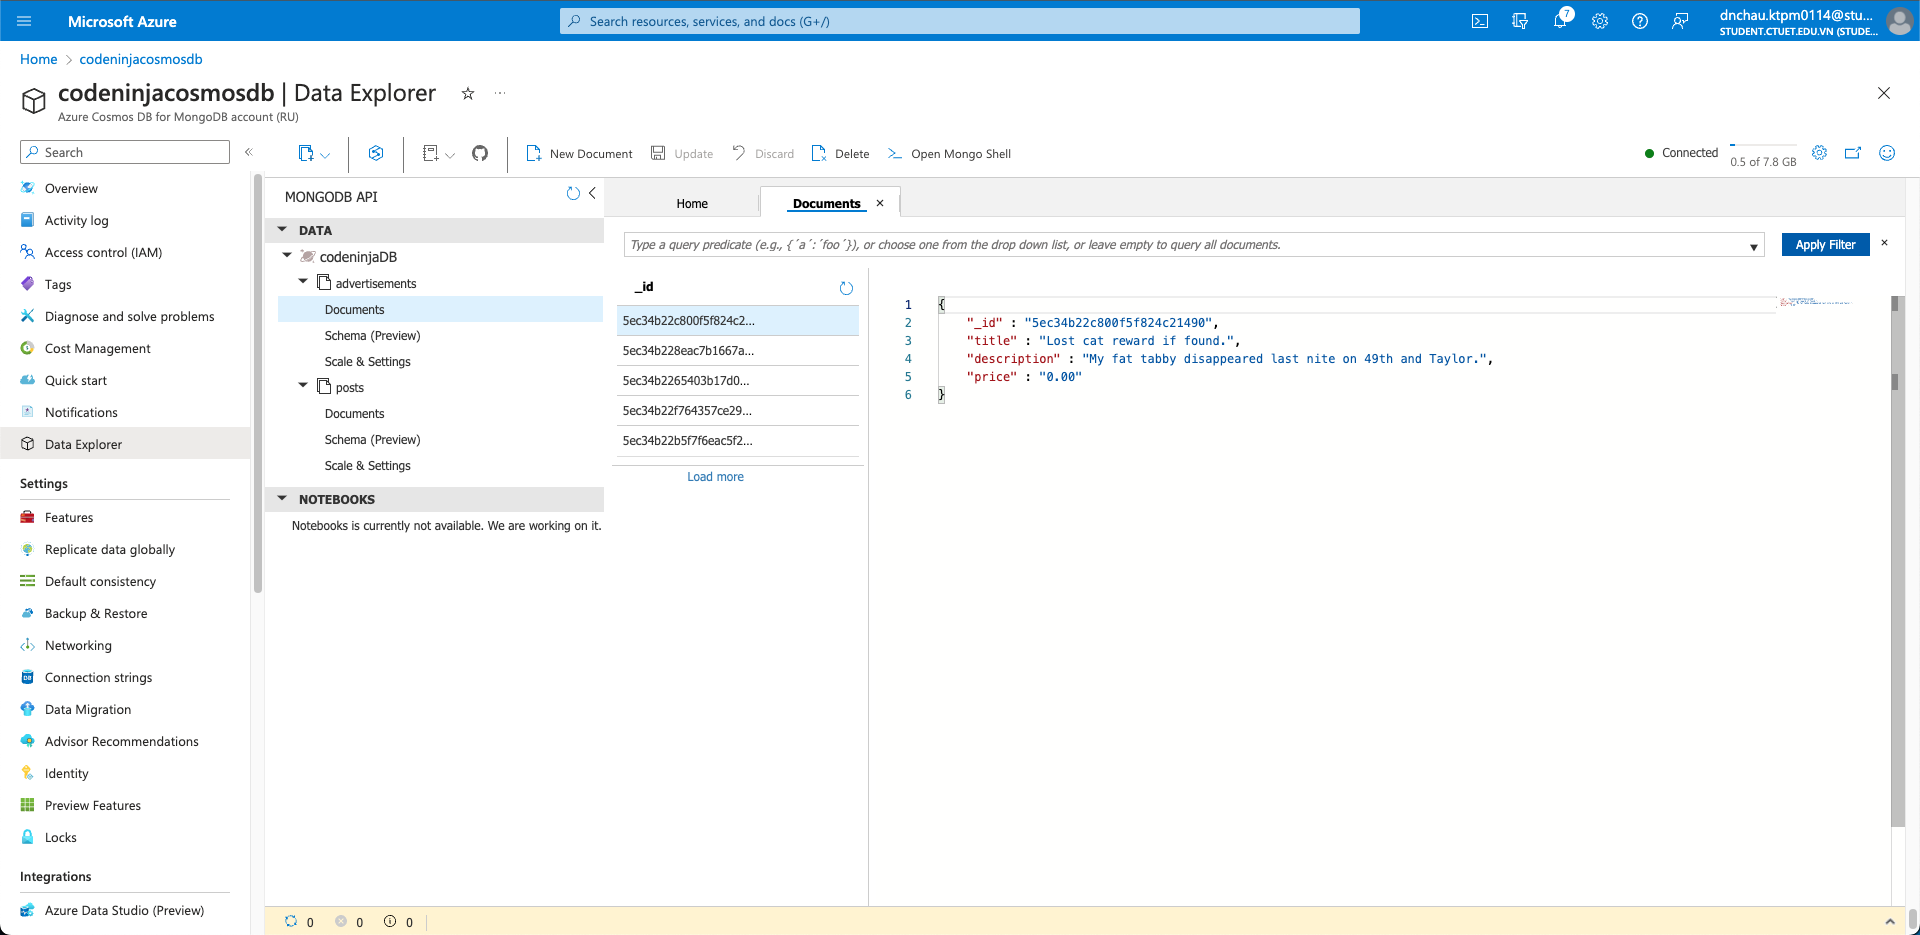 Microsoft Azure
Search resources, services, and docs (G+/)
7
dnchau.ktpm0114@stu...
STUDENT.CTUET.EDU.VN (STUDE...
Home > codeninjacosmosdb
codeninjacosmosdb | Data Explorer
Azure Cosmos DB for MongoDB account (RU)
Search
Overview
Activity log
Access control (IAM)
Tags
Diagnose and solve problems
Cost Management
Quick start
Notifications
Data Explorer
Settings
Features
Replicate data globally
Default consistency
Backup & Restore
Networking
Connection strings
Data Migration
Advisor Recommendations
Identity
Preview Features
Locks
Integrations
Azure Data Studio (Preview)
New Document
Update
Discard
Delete
Open Mongo Shell
Connected
0.5 of 7.8 GB
MONGODB API
DATA
codeninjaDB
advertisements
Documents
Schema (Preview)
Scale & Settings
posts
Documents
Schema (Preview)
Scale & Settings
NOTEBOOKS
Notebooks is currently not available. We are working on it.
Home
Documents
Type a query predicate (e.g., {´a´:´foo´}), or choose one from the drop down list, or leave empty to query all documents.
Apply Filter
_id
5ec34b22c800f5f824c2...
5ec34b228eac7b1667a...
5ec34b2265403b17d0...
5ec34b22f764357ce29...
5ec34b22b5f7f6eac5f2...
Load more
1 {
2 "_id" : "5ec34b22c800f5f824c21490",
3 "title" : "Lost cat reward if found.",
4 "description" : "My fat tabby disappeared last nite on 49th and Taylor.",
5 "price" : "0.00"
6 }
0 0 0